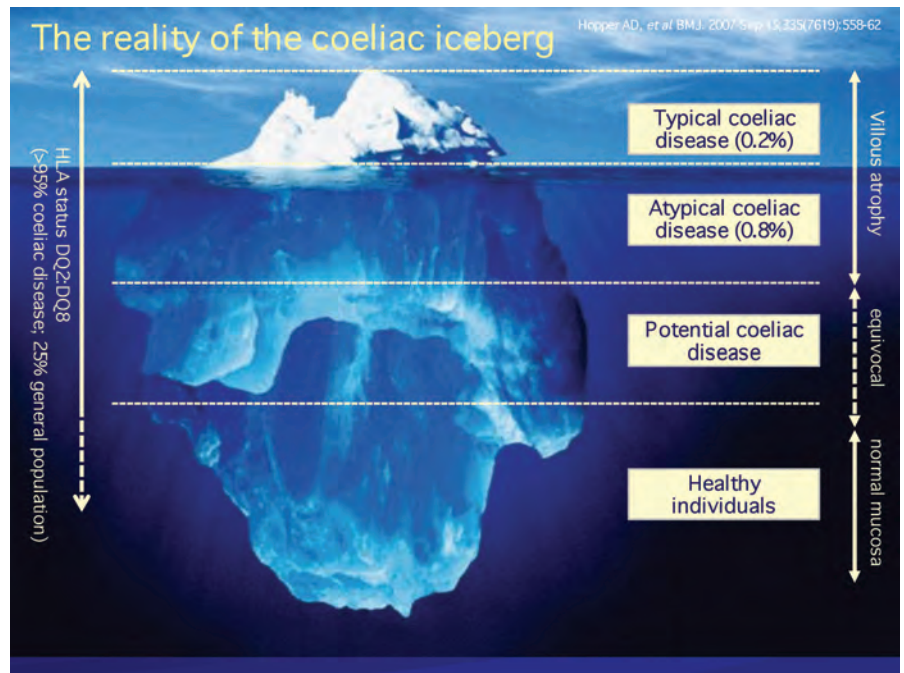 The reality of the coeliac iceberg
Hopper AD, et al. BMJ. 2007 Sep 15;335(7619):558-62
HLA status DQ2:DQ8
(>95% coeliac disease; 25% general population)
Typical coeliac
disease (0.2%)
Atypical coeliac
disease (0.8%)
Potential coeliac
disease
Healthy
individuals
Villous atrophy
equivocal
normal mucosa